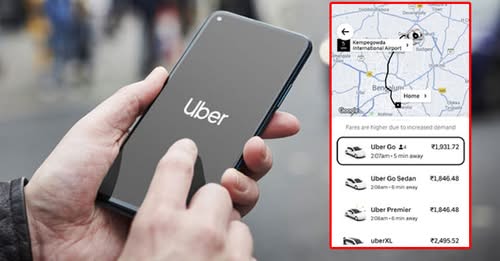 Uber
Kempegowda
International Airport
Bengaluru
Home
Google
Fares are higher due to increased demand
Uber Go 4 ₹1,931.72
2:07am • 5 min away
Uber Go Sedan ₹1,846.48
2:08am • 6 min away
Uber Premier ₹1,846.48
2:08am • 6 min away
uberXL ₹2,495.52